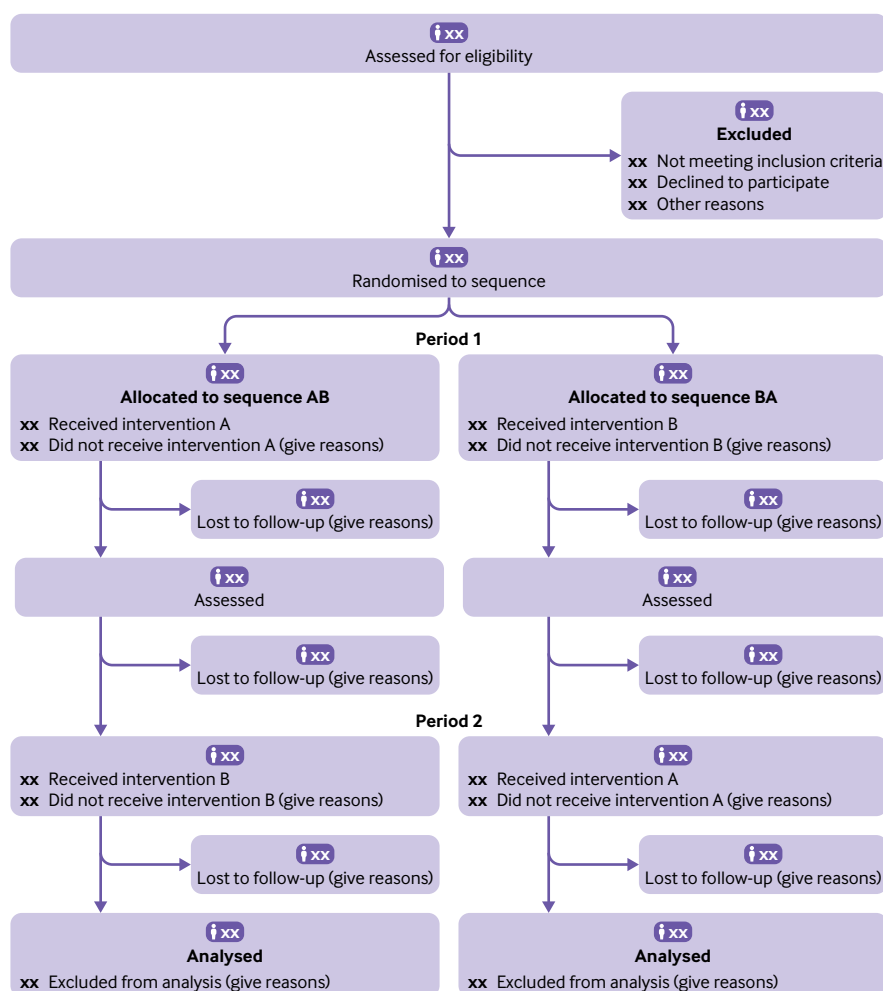 xx
Assessed for eligibility
xx
Excluded
xx Not meeting inclusion criteria
xx Declined to participate
xx Other reasons
xx
Randomised to sequence
Period 1
xx
Allocated to sequence AB
xx Received intervention A
xx Did not receive intervention A (give reasons)
xx
Lost to follow-up (give reasons)
xx
Assessed
xx
Lost to follow-up (give reasons)
xx
Allocated to sequence BA
xx Received intervention B
xx Did not receive intervention B (give reasons)
xx
Lost to follow-up (give reasons)
xx
Assessed
xx
Lost to follow-up (give reasons)
Period 2
xx
xx Received intervention B
xx Did not receive intervention B (give reasons)
xx
Lost to follow-up (give reasons)
xx
Analysed
xx Excluded from analysis (give reasons)
xx
xx Received intervention A
xx Did not receive intervention A (give reasons)
xx
Lost to follow-up (give reasons)
xx
Analysed
xx Excluded from analysis (give reasons)